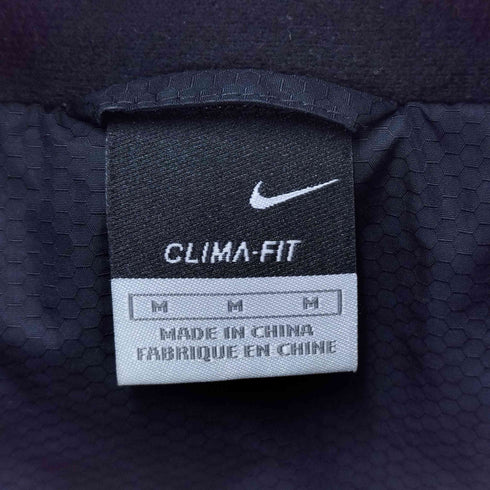 CLIMA-FIT
M M M
MADE IN CHINA
FABRIQUE EN CHINE